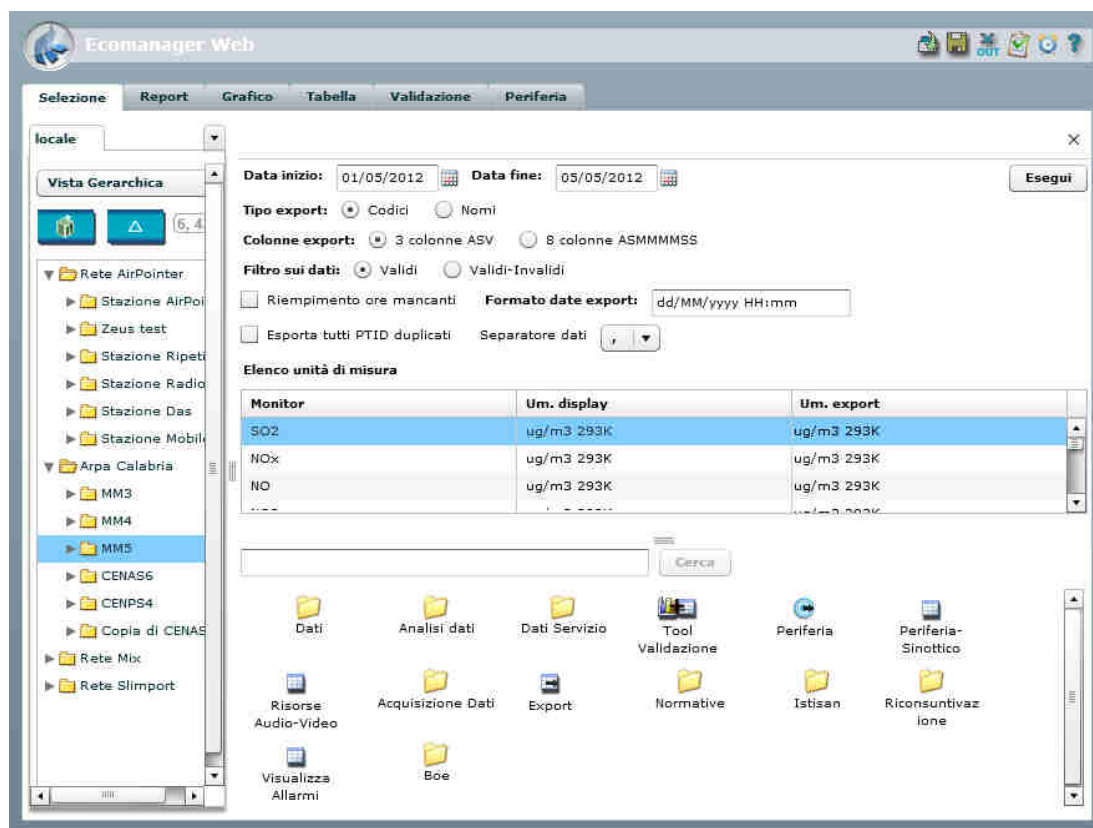 Ecomanager Web
OUT
Selezione Report Grafico Tabella Validazione Periferia
locale
Vista Gerarchica
6, 4
Rete AirPointer
Stazione AirPoi
Zeus test
Stazione Ripeti
Stazione Radio
Stazione Das
Stazione Mobil
Arpa Calabria
MM3
MM4
MM5
CENAS6
CENPS4
Copia di CENAS
Rete Mix
Rete Slimport
Data inizio: 01/05/2012 Data fine: 05/05/2012
Esegui
Tipo export: Codici Nomi
Colonne export: 3 colonne ASV 8 colonne ASMMMMSS
Filtro sui dati: Validi Validi-Invalidi
Riempimento ore mancanti Formato date export: dd/MM/yyyy HH:mm
Esporta tutti PTID duplicati Separatore dati ;
Elenco unità di misura
Monitor Um. display Um. export
SO2 ug/m3 293K ug/m3 293K
NOx ug/m3 293K ug/m3 293K
NO ug/m3 293K ug/m3 293K
Cerca
Dati Analisi dati Dati Servizio Tool Validazione Periferia Periferia-Sinottico
Risorse Audio-Video Acquisizione Dati Export Normative Istisan Riconsuntivazione
Visualizza Allarmi Boe